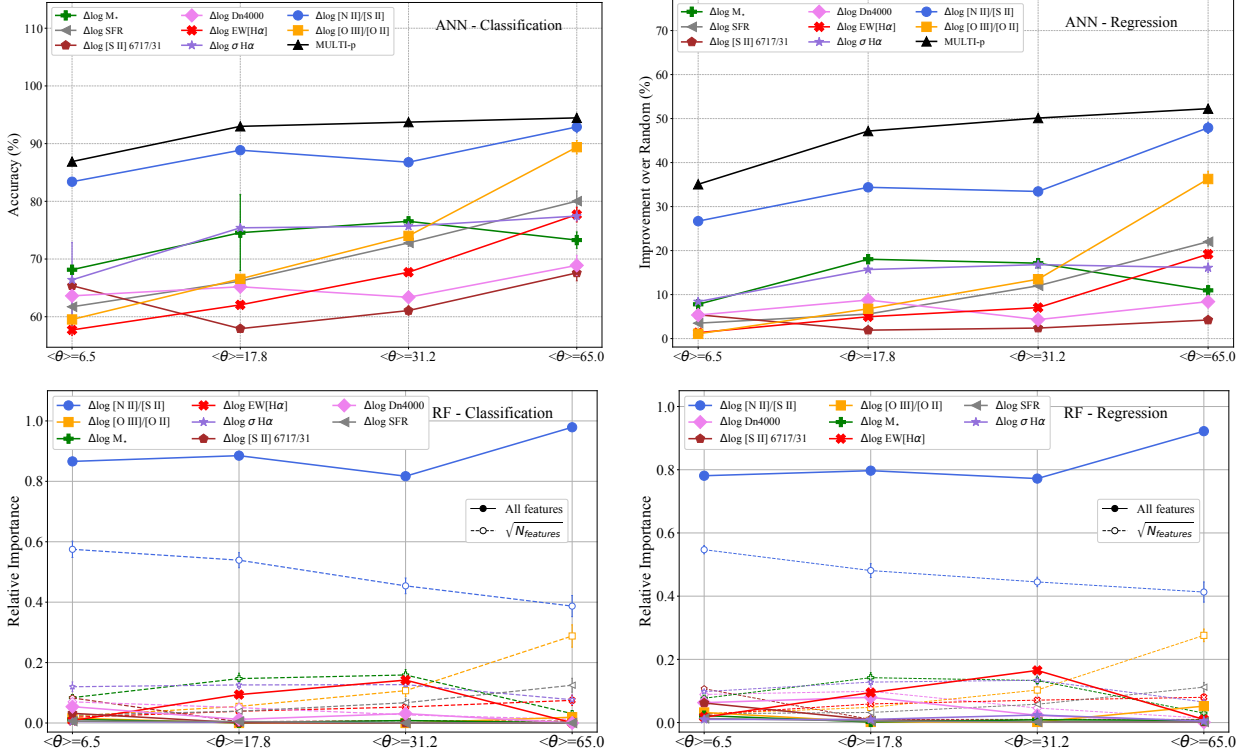 Δlog M⋆
Δlog SFR
Δlog [S II] 6717/31
Δlog Dn4000
Δlog EW[Hα]
Δlog σ Hα
Δlog [N II]/[S II]
Δlog [O III]/[O II]
MULTI-p
ANN - Classification
Accuracy (%)
110
100
90
80
70
60
<θ>=6.5
<θ>=17.8
<θ>=31.2
<θ>=65.0
Δlog M⋆
Δlog SFR
Δlog [S II] 6717/31
Δlog Dn4000
Δlog EW[Hα]
Δlog σ Hα
Δlog [N II]/[S II]
Δlog [O III]/[O II]
MULTI-p
ANN - Regression
Improvement over Random (%)
70
60
50
40
30
20
10
0
<θ>=6.5
<θ>=17.8
<θ>=31.2
<θ>=65.0
Δlog [N II]/[S II]
Δlog [O III]/[O II]
Δlog M⋆
Δlog EW[Hα]
Δlog σ Hα
Δlog [S II] 6717/31
Δlog Dn4000
Δlog SFR
RF - Classification
All features
√N_features
Relative Importance
1.0
0.8
0.6
0.4
0.2
0.0
<θ>=6.5
<θ>=17.8
<θ>=31.2
<θ>=65.0
Δlog [N II]/[S II]
Δlog Dn4000
Δlog [S II] 6717/31
Δlog [O III]/[O II]
Δlog M⋆
Δlog EW[Hα]
Δlog SFR
Δlog σ Hα
RF - Regression
All features
√N_features
Relative Importance
1.0
0.8
0.6
0.4
0.2
0.0
<θ>=6.5
<θ>=17.8
<θ>=31.2
<θ>=65.0